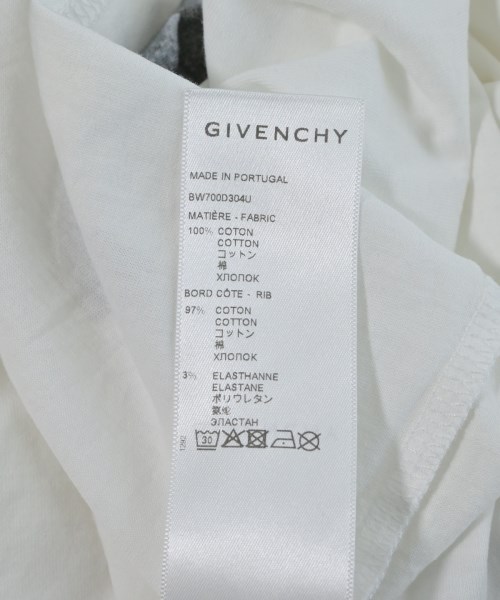 GIVENCHY
MADE IN PORTUGAL
BW700D304U
MATIÈRE - FABRIC
100% COTON
COTTON
コットン
棉
ХЛОПОК
BORD CÔTE - RIB
97% COTON
COTTON
コットン
棉
ХЛОПОК
3% ELASTHANNE
ELASTANE
ポリウレタン
ЭЛАСТАН
30